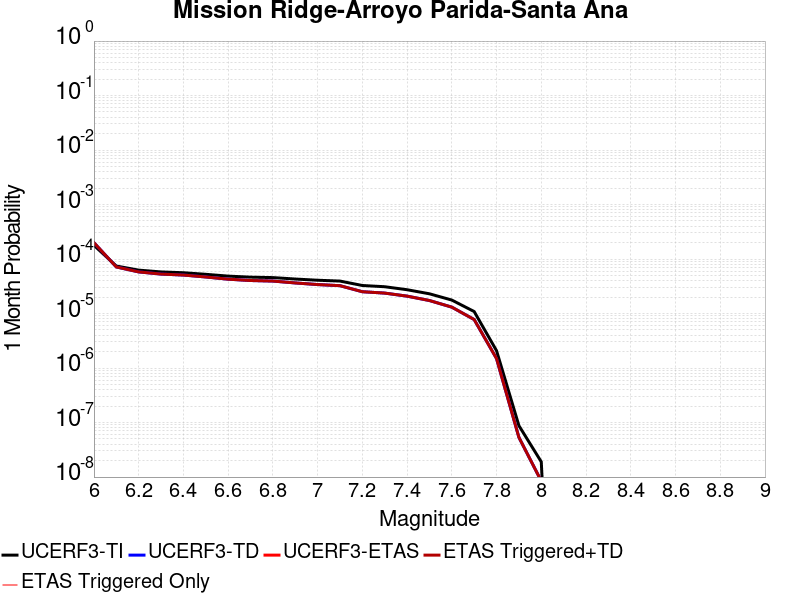 Mission Ridge-Arroyo Parida-Santa Ana
10^0
10^-1
10^-2
10^-3
10^-4
10^-5
10^-6
10^-7
10^-8
1 Month Probability
6 6.2 6.4 6.6 6.8 7 7.2 7.4 7.6 7.8 8 8.2 8.4 8.6 8.8 9
Magnitude
UCERF3-TI UCERF3-TD UCERF3-ETAS ETAS Triggered+TD
ETAS Triggered Only